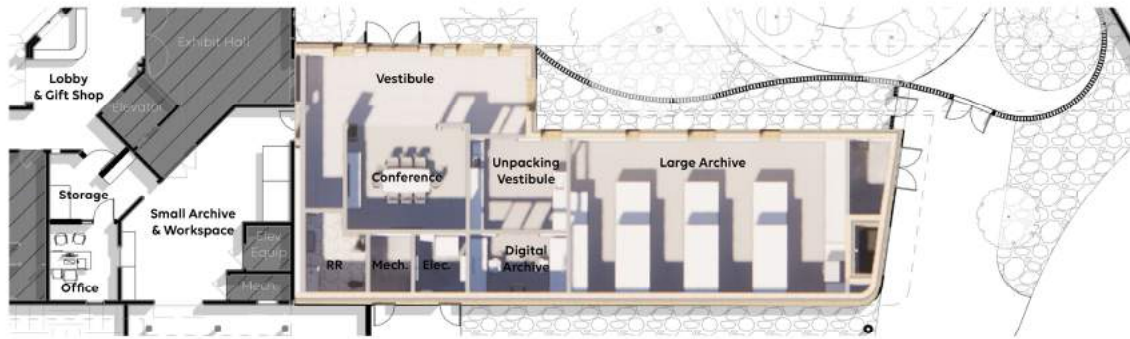 Exhibit Hall
Lobby
& Gift Shop
Elevator
Vestibule
Storage
Small Archive
& Workspace
Office
Elev
Equip
Mech.
Conference
Unpacking
Vestibule
Large Archive
RR
Mech.
Elec.
Digital
Archive